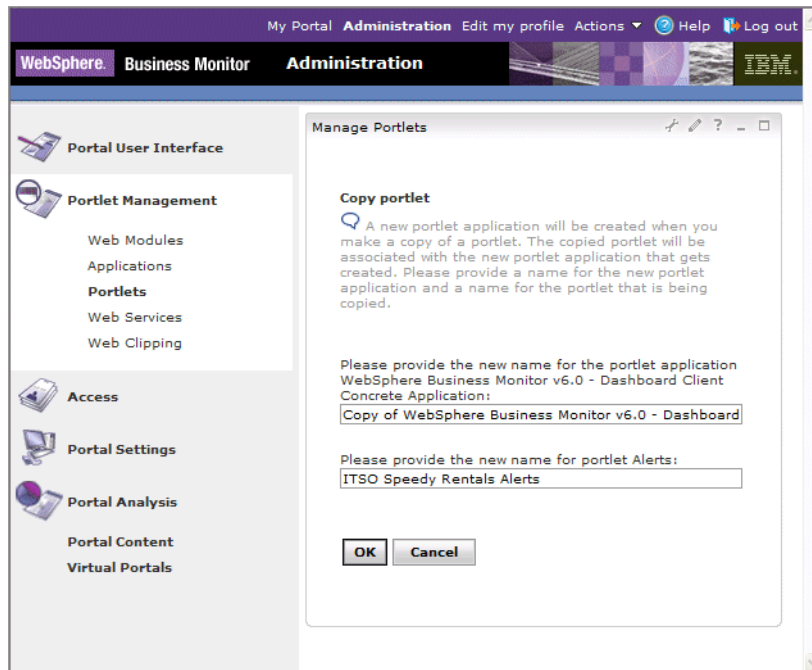 My Portal Administration Edit my profile Actions Help Log out
WebSphere. Business Monitor Administration IBM.
Portal User Interface
Portlet Management
Web Modules
Applications
Portlets
Web Services
Web Clipping
Access
Portal Settings
Portal Analysis
Portal Content
Virtual Portals
Manage Portlets ?
Copy portlet
A new portlet application will be created when you
make a copy of a portlet. The copied portlet will be
associated with the new portlet application that gets
created. Please provide a name for the new portlet
application and a name for the portlet that is being
copied.
Please provide the new name for the portlet application
WebSphere Business Monitor v6.0 - Dashboard Client
Concrete Application:
Copy of WebSphere Business Monitor v6.0 - Dashboard
Please provide the new name for portlet Alerts:
ITSO Speedy Rentals Alerts
OK Cancel